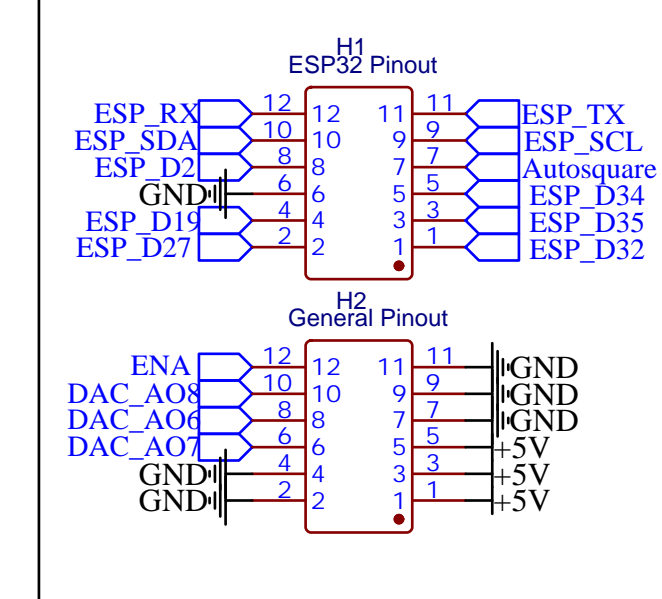 H1
ESP32 Pinout
ESP_RX 12 12 11 11 ESP_TX
ESP_SDA 10 10 9 9 ESP_SCL
ESP_D2 8 8 7 7 Autosquare
GND 6 6 5 5 ESP_D34
ESP_D19 4 4 3 3 ESP_D35
ESP_D27 2 2 1 1 ESP_D32
H2
General Pinout
ENA 12 12 11 11 GND
DAC_AO8 10 10 9 9 GND
DAC_AO6 8 8 7 7 GND
DAC_AO7 6 6 5 5 +5V
GND 4 4 3 3 +5V
GND 2 2 1 1 +5V